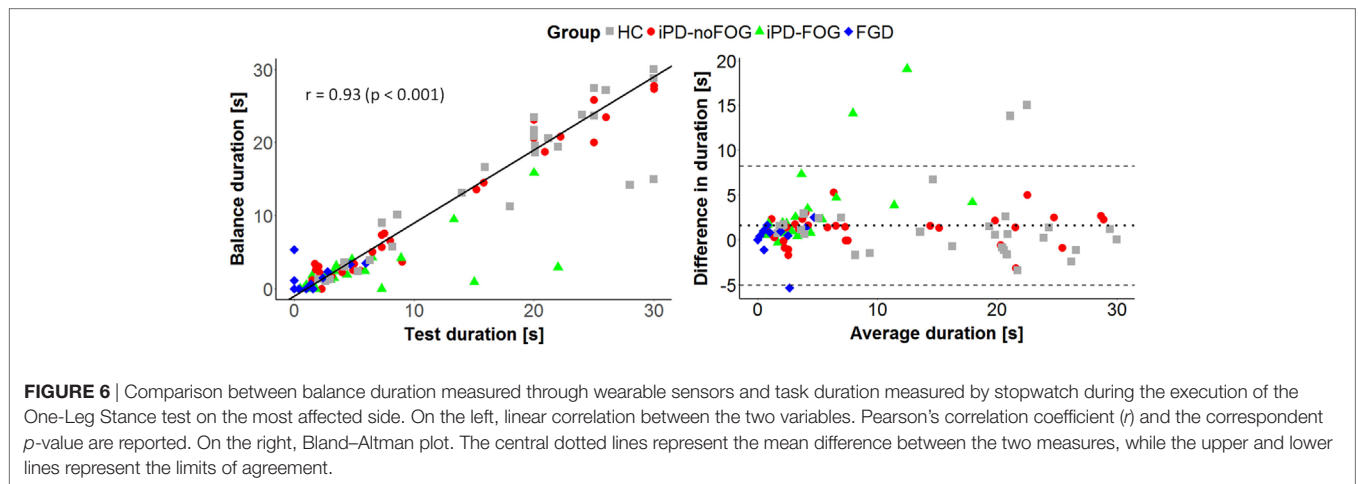 Group HC iPD-noFOG iPD-FOG FGD
Balance duration [s]
30
20
10
0
r = 0.93 (p < 0.001)
0 10 20 30
Test duration [s]
Difference in duration [s]
20
15
10
5
0
-5
0 10 20 30
Average duration [s]
FIGURE 6 | Comparison between balance duration measured through wearable sensors and task duration measured by stopwatch during the execution of the
One-Leg Stance test on the most affected side. On the left, linear correlation between the two variables. Pearson's correlation coefficient (r) and the correspondent
p-value are reported. On the right, Bland–Altman plot. The central dotted lines represent the mean difference between the two measures, while the upper and lower
lines represent the limits of agreement.